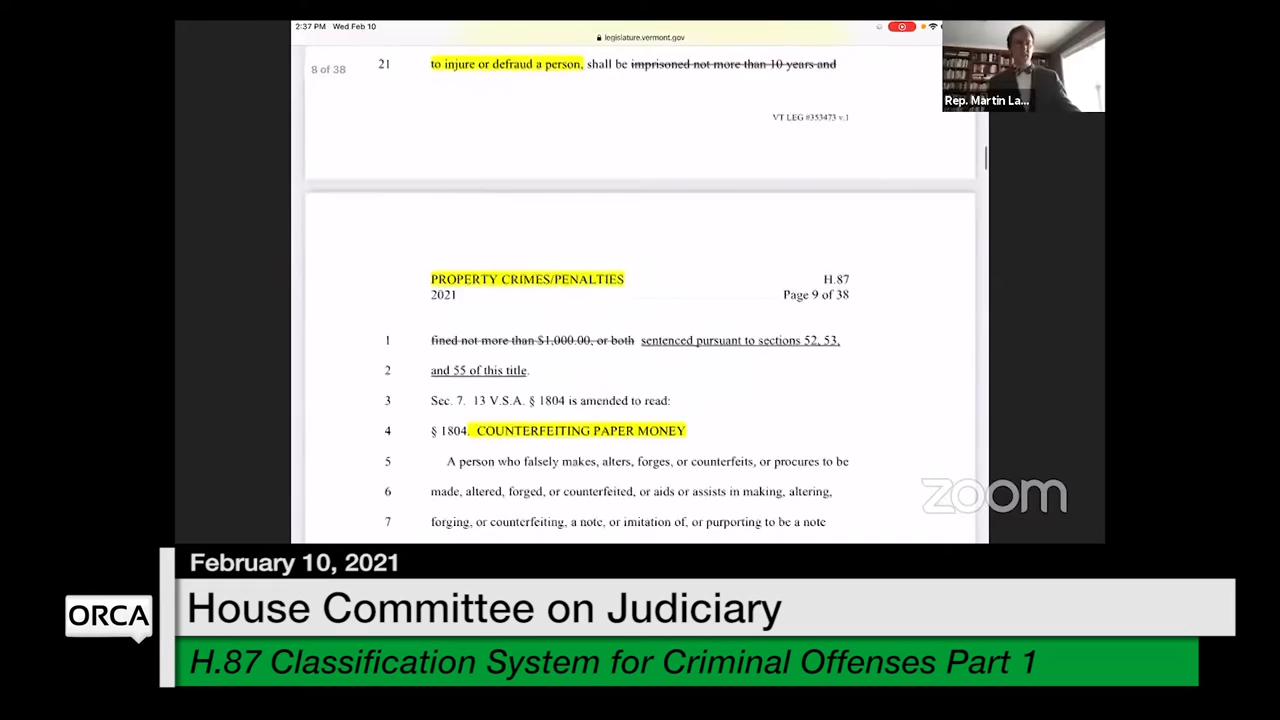 2:37 PM Wed Feb 10
legislature.vermont.gov
8 of 38
21 to injure or defraud a person, shall be imprisoned not more than 10 years and
Rep. Martin La...
VT LEG #353473 v.1
PROPERTY CRIMES/PENALTIES H.87
2021 Page 9 of 38
1 fined not more than $1,000.00, or both sentenced pursuant to sections 52, 53,
2 and 55 of this title.
3 Sec. 7. 13 V.S.A. § 1804 is amended to read:
4 § 1804. COUNTERFEITING PAPER MONEY
5 A person who falsely makes, alters, forges, or counterfeits, or procures to be
6 made, altered, forged, or counterfeited, or aids or assists in making, altering,
7 forging, or counterfeiting, a note, or imitation of, or purporting to be a note
zoom
February 10, 2021
ORCA
House Committee on Judiciary
H.87 Classification System for Criminal Offenses Part 1